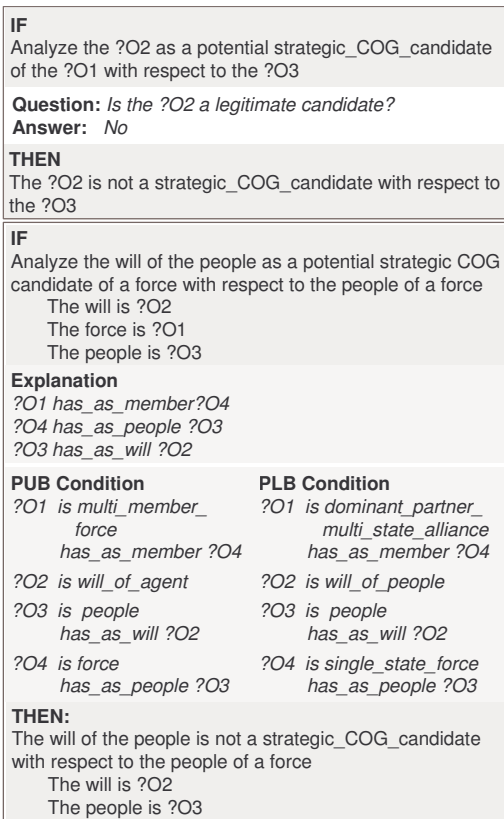 IF
Analyze the ?O2 as a potential strategic_COG_candidate
of the ?O1 with respect to the ?O3
Question: Is the ?O2 a legitimate candidate?
Answer: No
THEN
The ?O2 is not a strategic_COG_candidate with respect to
the ?O3
IF
Analyze the will of the people as a potential strategic COG
candidate of a force with respect to the people of a force
The will is ?O2
The force is ?O1
The people is ?O3
Explanation
?O1 has_as_member?O4
?O4 has_as_people ?O3
?O3 has_as_will ?O2
PUB Condition
?O1 is multi_member_
force
has_as_member ?O4
?O2 is will_of_agent
?O3 is people
has_as_will ?O2
?O4 is force
has_as_people ?O3
PLB Condition
?O1 is dominant_partner_
multi_state_alliance
has_as_member ?O4
?O2 is will_of_people
?O3 is people
has_as_will ?O2
?O4 is single_state_force
has_as_people ?O3
THEN:
The will of the people is not a strategic_COG_candidate
with respect to the people of a force
The will is ?O2
The people is ?O3